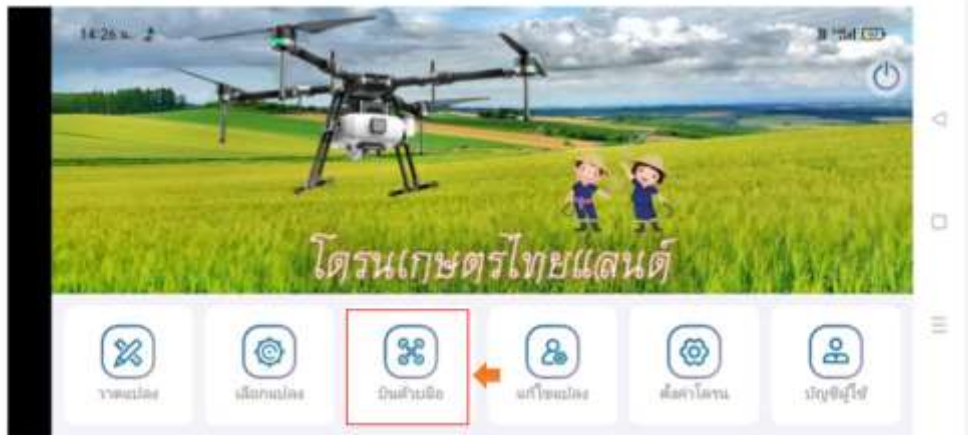 14:26 น.
โดรนเกษตรไทยแลนด์
วาดแปลง
เลือกแปลง
บินด้วยมือ
แก้ไขแปลง
ตั้งค่าโดรน
บัญชีผู้ใช้